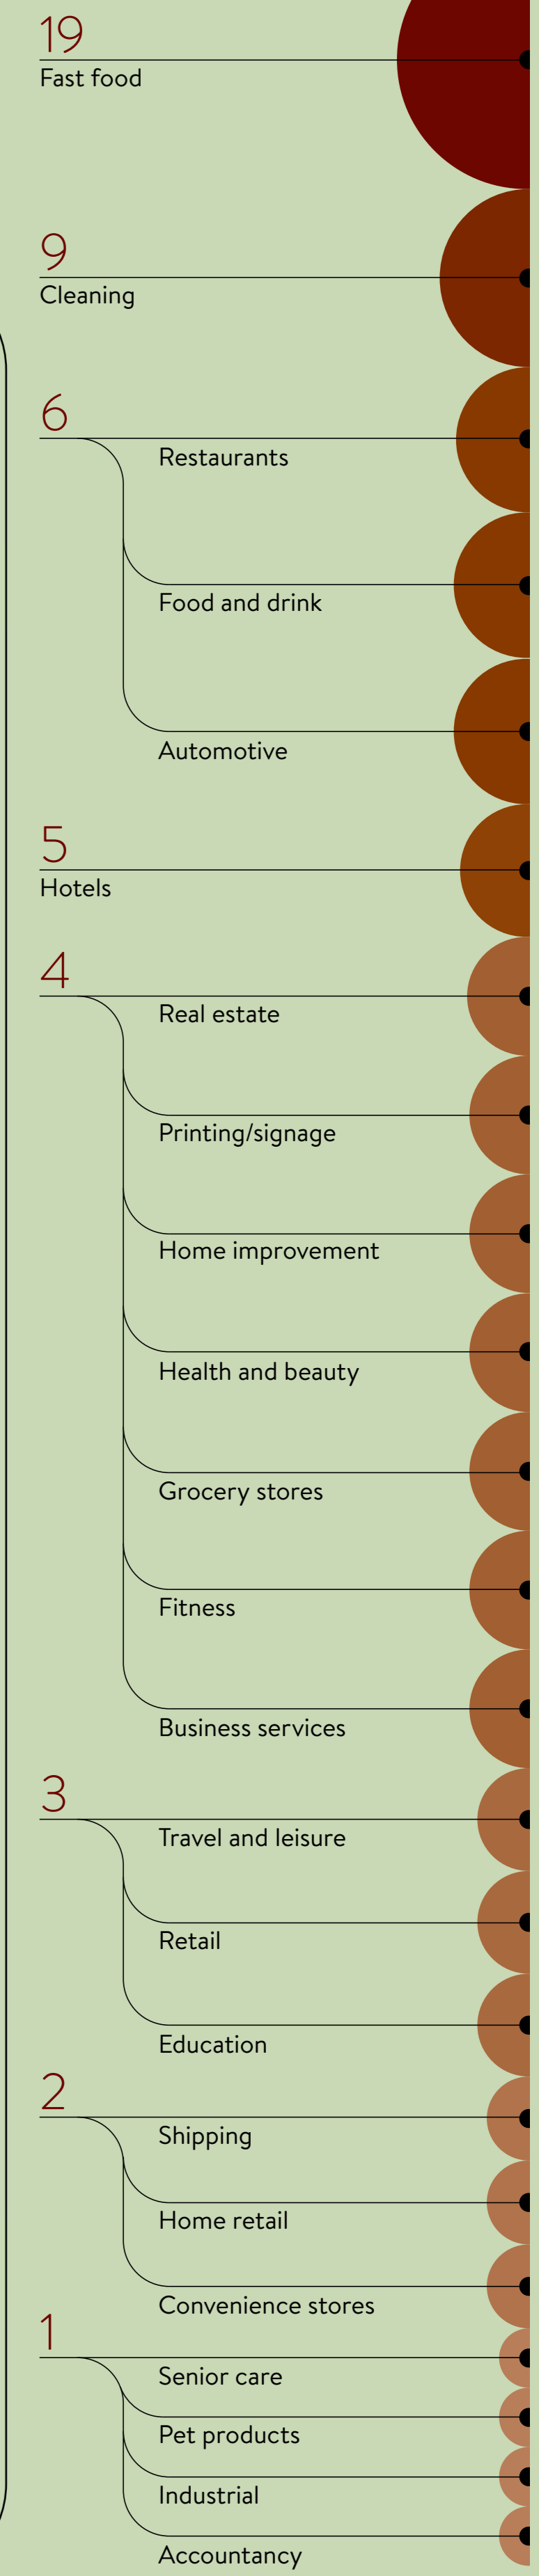 19
Fast food
9
Cleaning
6
Restaurants
Food and drink
Automotive
5
Hotels
4
Real estate
Printing/signage
Home improvement
Health and beauty
Grocery stores
Fitness
Business services
3
Travel and leisure
Retail
Education
2
Shipping
Home retail
Convenience stores
1
Senior care
Pet products
Industrial
Accountancy